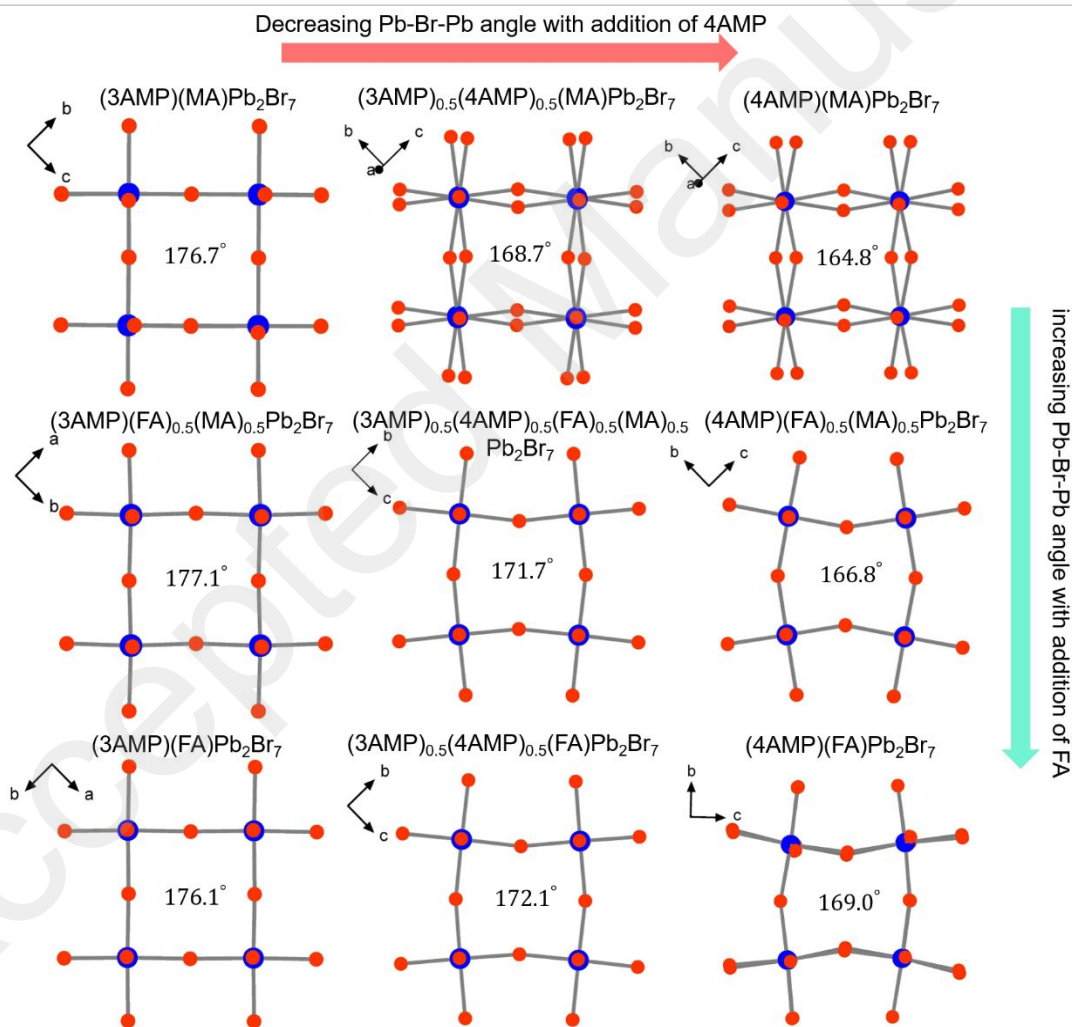 Decreasing Pb-Br-Pb angle with addition of 4AMP
(3AMP)(MA)Pb₂Br₇
(3AMP)₀.₅(4AMP)₀.₅(MA)Pb₂Br₇
(4AMP)(MA)Pb₂Br₇
b
c
b
c
a
b
c
a
176.7°
168.7°
164.8°
increasing Pb-Br-Pb angle with addition of FA
(3AMP)(FA)₀.₅(MA)₀.₅Pb₂Br₇
(3AMP)₀.₅(4AMP)₀.₅(FA)₀.₅(MA)₀.₅
Pb₂Br₇
(4AMP)(FA)₀.₅(MA)₀.₅Pb₂Br₇
a
b
b
c
b
c
177.1°
171.7°
166.8°
(3AMP)(FA)Pb₂Br₇
(3AMP)₀.₅(4AMP)₀.₅(FA)Pb₂Br₇
(4AMP)(FA)Pb₂Br₇
b
a
b
c
b
c
176.1°
172.1°
169.0°
ccepted Manus